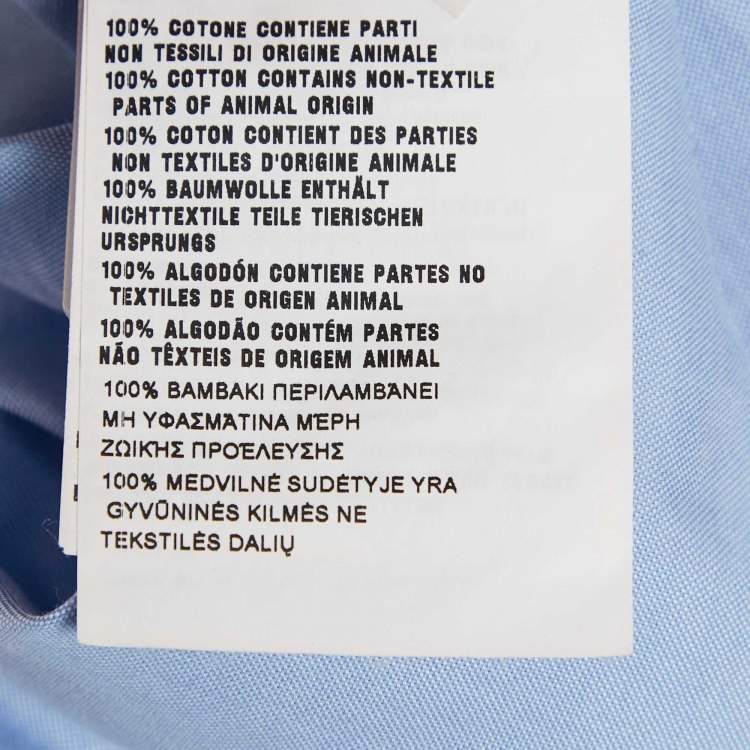 100% COTONE CONTIENE PARTI
NON TESSILI DI ORIGINE ANIMALE
100% COTTON CONTAINS NON-TEXTILE
PARTS OF ANIMAL ORIGIN
100% COTON CONTIENT DES PARTIES
NON TEXTILES D'ORIGINE ANIMALE
100% BAUMWOLLE ENTHÄLT
NICHTTEXTILE TEILE TIERISCHEN
URSPRUNGS
100% ALGODÓN CONTIENE PARTES NO
TEXTILES DE ORIGEN ANIMAL
100% ALGODÃO CONTÉM PARTES
NÃO TÊXTEIS DE ORIGEM ANIMAL
100% ΒΑΜΒΑΚΙ ΠΕΡΙΛΑΜΒΆΝΕΙ
ΜΗ ΥΦΑΣΜΆΤΙΝΑ ΜΈΡΗ
ΖΩΙΚΉΣ ΠΡΟΈΛΕΥΣΗΣ
100% MEDVILNĖ SUDĖTYJE YRA
GYVŪNINĖS KILMĖS NE
TEKSTILĖS DALIŲ